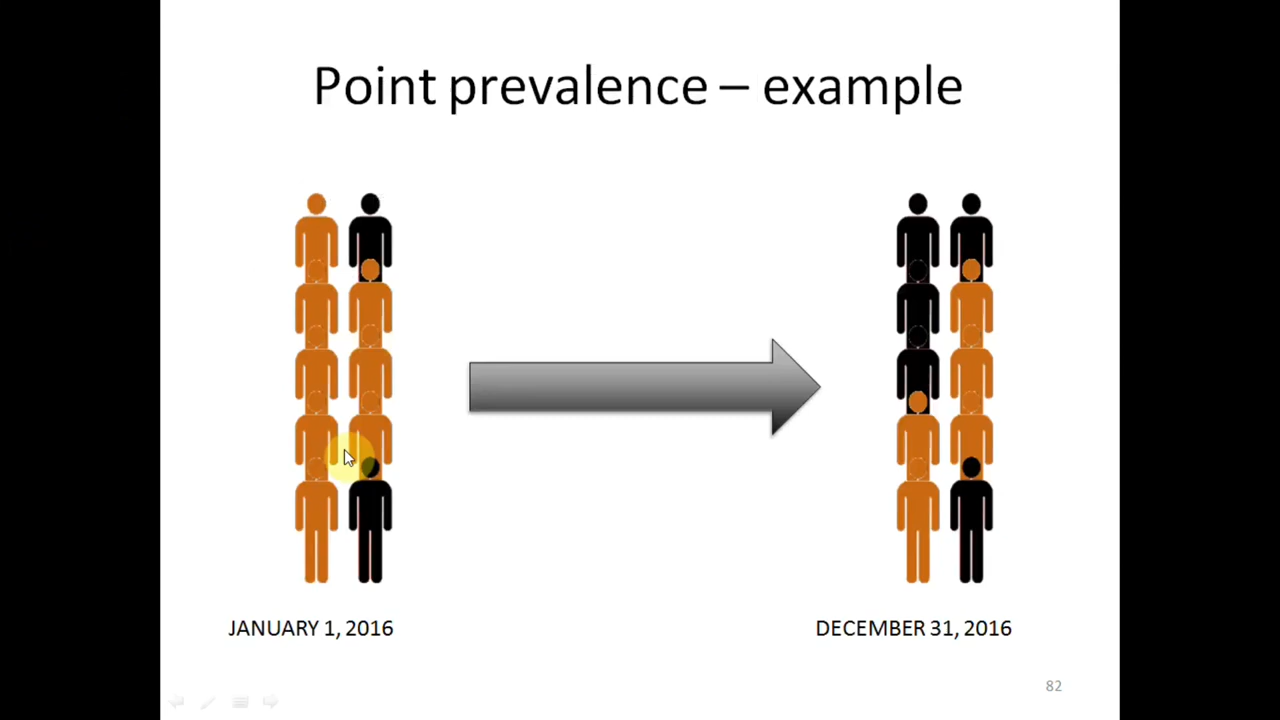 Point prevalence – example
JANUARY 1, 2016
DECEMBER 31, 2016
82